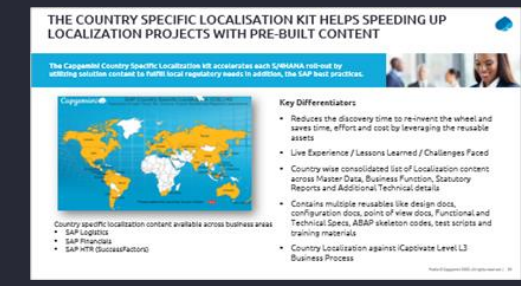 THE COUNTRY SPECIFIC LOCALISATION KIT HELPS SPEEDING UP
LOCALIZATION PROJECTS WITH PRE-BUILT CONTENT
The Capgemini Country Specific Localization kit accelerates each S/4HANA roll-out by
utilising solution content to fulfill local regulatory needs in addition, the SAP best practices.
Capgemini
SAP Country Specific
Country specific localization content available across business areas
• SAP Logistics
• SAP Financials
• SAP HTR (SuccessFactors)
Key Differentiators
• Reduces the discovery time to re-invent the wheel and
saves time, effort and cost by leveraging the reusable
assets
• Live Experience / Lessons Learned / Challenges Faced
• Country wise consolidated list of Localization content
across Master Data, Business Function, Statutory
Reports and Additional Technical details
• Contains multiple reusables like design docs,
configuration docs, point of view docs, Functional and
Technical Specs, ABAP skeleton codes, test scripts and
training materials
• Country Localization against iCaptivate Level L3
Business Process